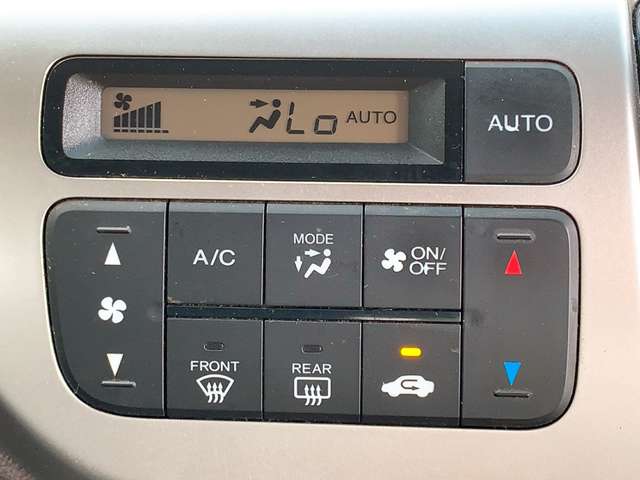 Lo AUTO
AUTO
A/C
MODE
ON/
OFF
FRONT
REAR